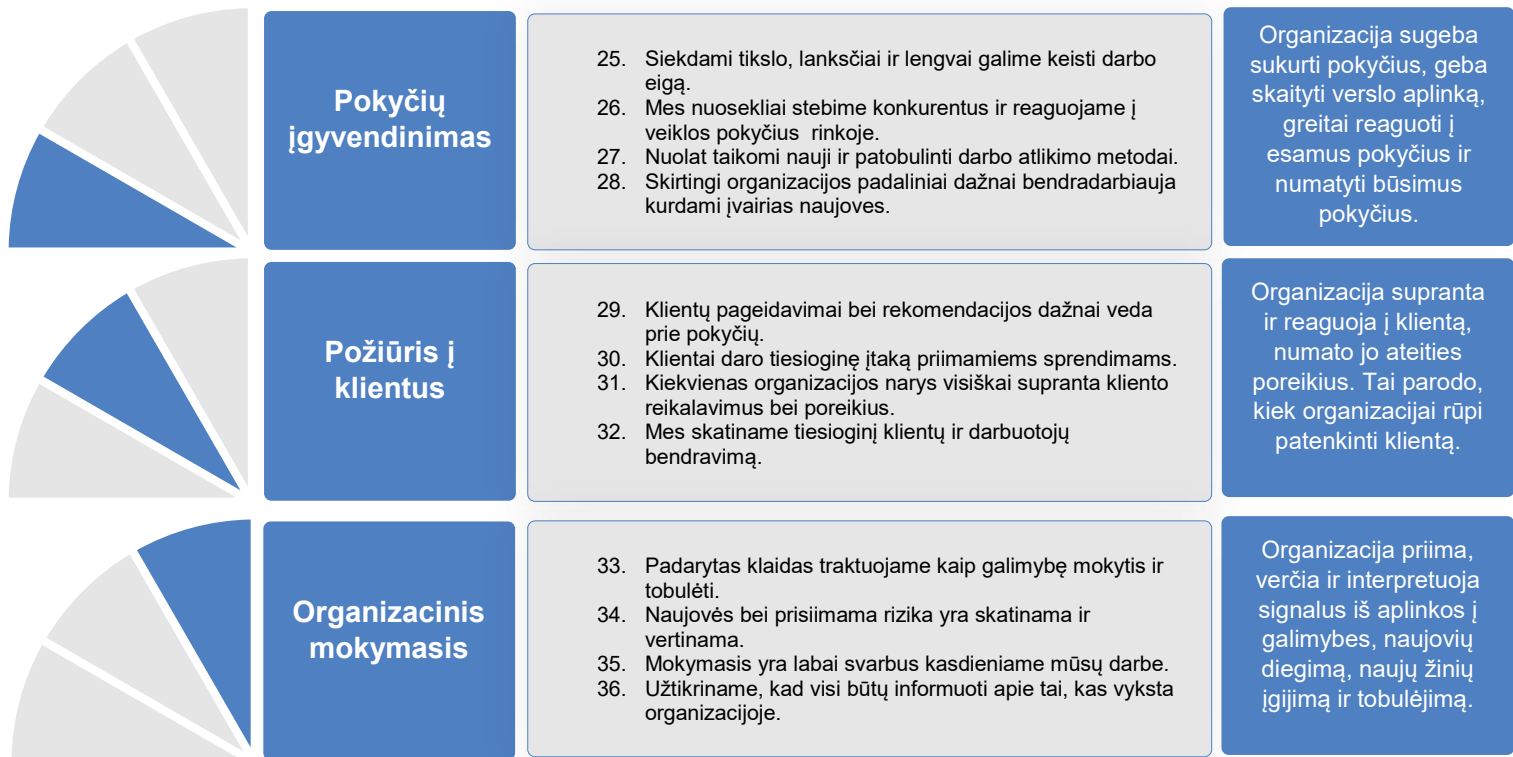 Pokyčių
įgyvendinimas
25. Siekdami tikslo, lanksčiai ir lengvai galime keisti darbo
eigą.
26. Mes nuosekliai stebime konkurentus ir reaguojame į
veiklos pokyčius  rinkoje.
27. Nuolat taikomi nauji ir patobulinti darbo atlikimo metodai.
28. Skirtingi organizacijos padaliniai dažnai bendradarbiauja
kurdami įvairias naujoves.
Organizacija sugeba
sukurti pokyčius, geba
skaityti verslo aplinką,
greitai reaguoti į
esamus pokyčius ir
numatyti būsimus
pokyčius.
Požiūris į
klientus
29. Klientų pageidavimai bei rekomendacijos dažnai veda
prie pokyčių.
30. Klientai daro tiesioginę įtaką priimamiems sprendimams.
31. Kiekvienas organizacijos narys visiškai supranta kliento
reikalavimus bei poreikius.
32. Mes skatiname tiesioginį klientų ir darbuotojų
bendravimą.
Organizacija supranta
ir reaguoja į klientą,
numato jo ateities
poreikius. Tai parodo,
kiek organizacijai rūpi
patenkinti klientą.
Organizacinis
mokymasis
33. Padarytas klaidas traktuojame kaip galimybę mokytis ir
tobulėti.
34. Naujovės bei prisiimama rizika yra skatinama ir
vertinama.
35. Mokymasis yra labai svarbus kasdieniame mūsų darbe.
36. Užtikriname, kad visi būtų informuoti apie tai, kas vyksta
organizacijoje.
Organizacija priima,
verčia ir interpretuoja
signalus iš aplinkos į
galimybes, naujovių
diegimą, naujų žinių
įgijimą ir tobulėjimą.